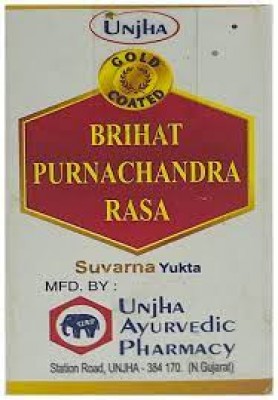 UNJHA
GOLD
COATED
BRIHAT
PURNACHANDRA
RASA
Suvarna Yukta
MFD. BY :
UNJHA
AYURVEDIC
PHARMACY
Station Road, UNJHA - 384 170. (N.Gujarat)